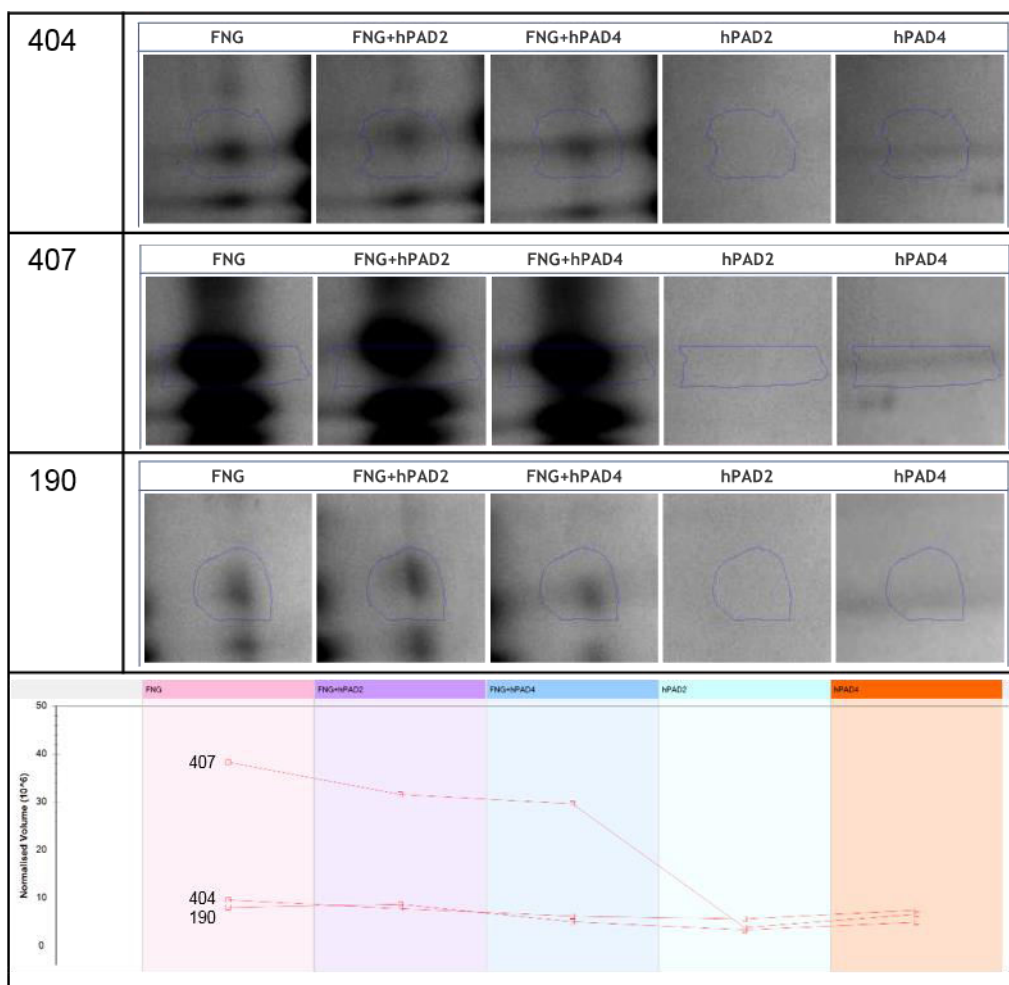 404
FNG FNG+hPAD2 FNG+hPAD4 hPAD2 hPAD4
407
FNG FNG+hPAD2 FNG+hPAD4 hPAD2 hPAD4
190
FNG FNG+hPAD2 FNG+hPAD4 hPAD2 hPAD4
FNG FNG+hPAD2 FNG+hPAD4 hPAD2 hPAD4
50
40
30
20
10
0
Normalised Volume (10^6)
407
404
190